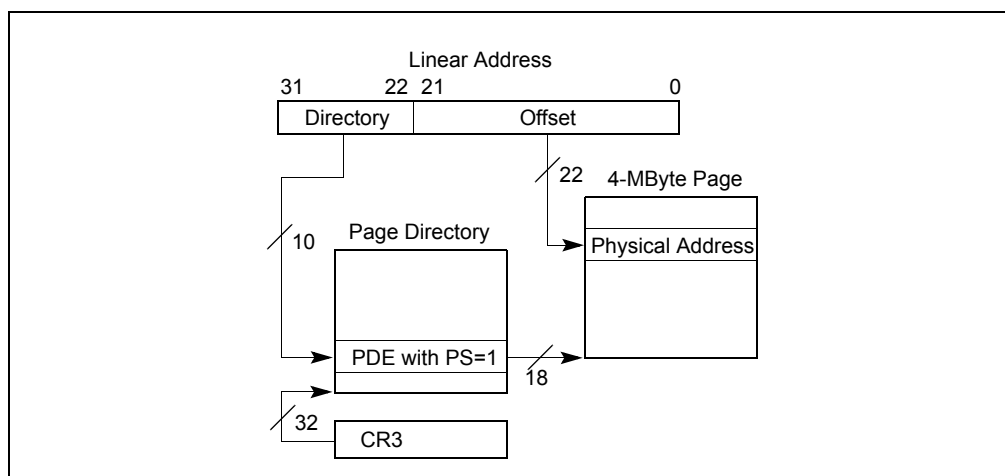 Linear Address
31 22 21 0
Directory Offset
22
4-MByte Page
10
Page Directory
Physical Address
PDE with PS=1
18
32
CR3